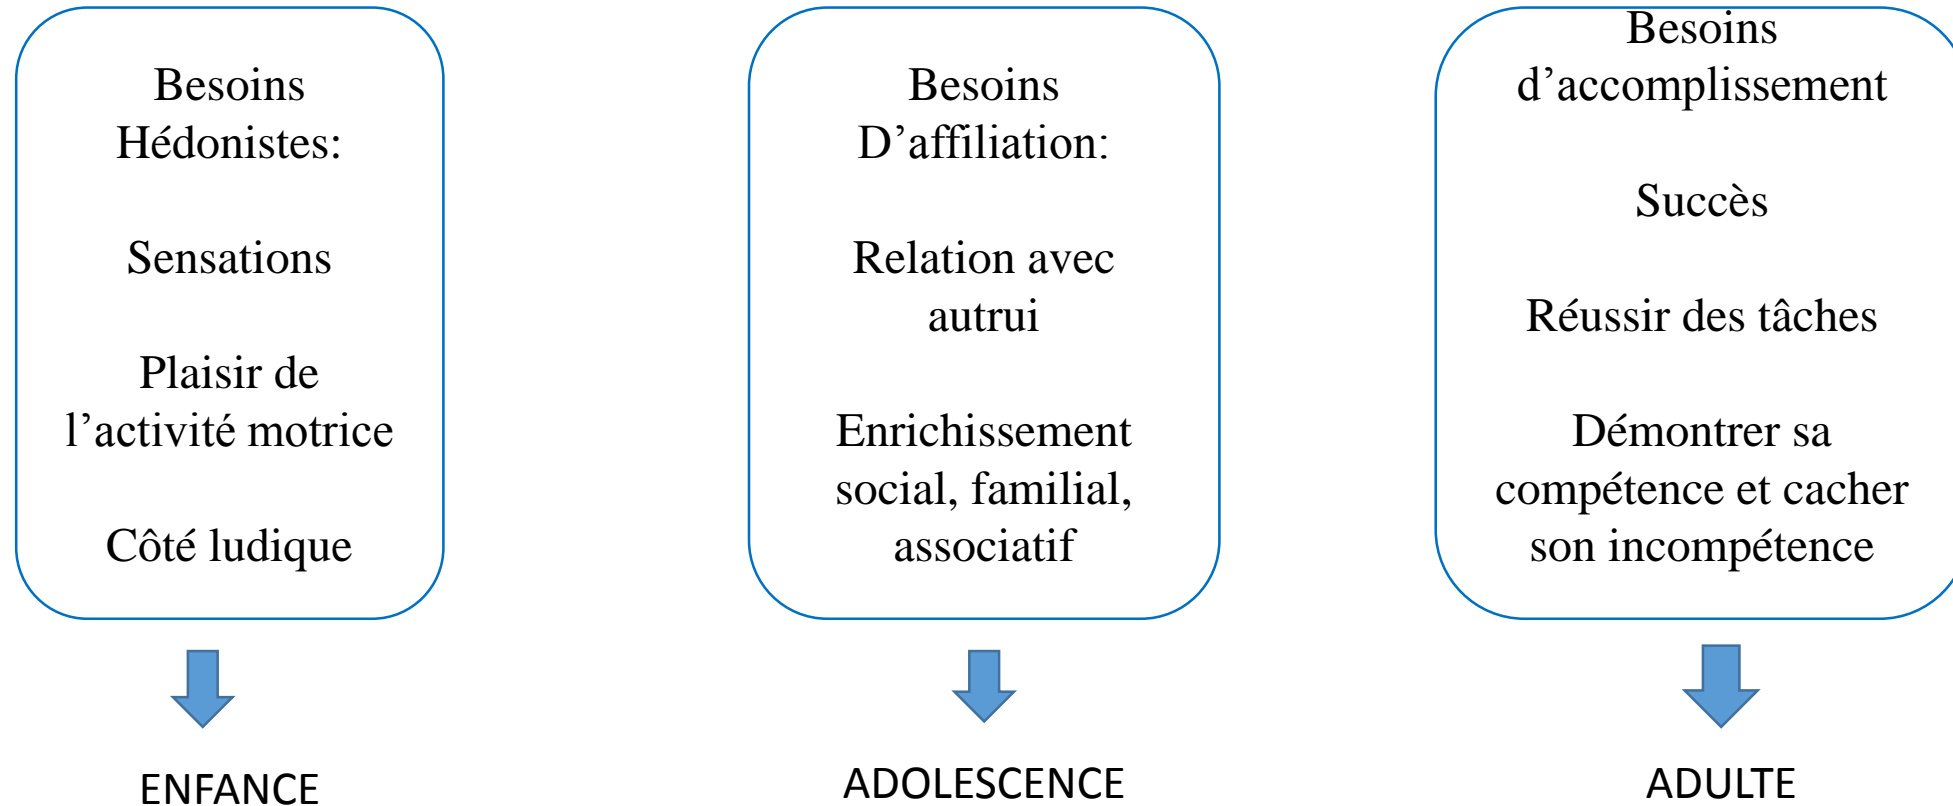 Besoins
Hédonistes:
Sensations
Plaisir de
l’activité motrice
Côté ludique
ENFANCE
Besoins
D’affiliation:
Relation avec
autrui
Enrichissement
social, familial,
associatif
ADOLESCENCE
Besoins
d’accomplissement
Succès
Réussir des tâches
Démontrer sa
compétence et cacher
son incompétence
ADULTE